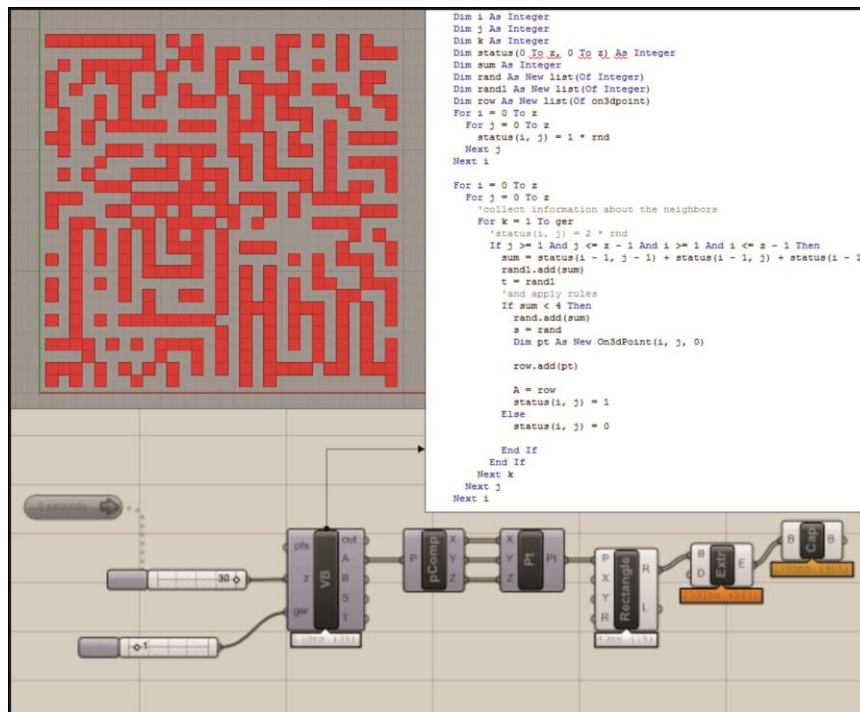 Dim i As Integer
Dim j As Integer
Dim k As Integer
Dim status(0 To z, 0 To z) As Integer
Dim sum As Integer
Dim rand As New list(Of Integer)
Dim rand1 As New list(Of Integer)
Dim row As New list(Of on3dpoint)
For i = 0 To z
For j = 0 To z
status(i, j) = 1 * rnd
Next j
Next i
For i = 0 To z
For j = 0 To z
'collect information about the neighbors
For k = 1 To ger
'status(i, j) = 2 * rnd
If j >= 1 And j <= z - 1 And i >= 1 And i <= z - 1 Then
sum = status(i - 1, j - 1) + status(i - 1, j) + status(i - 1
rand1.add(sum)
t = rand1
'and apply rules
If sum < 4 Then
rand.add(sum)
s = rand
Dim pt As New On3dPoint(i, j, 0)
row.add(pt)
A = row
status(i, j) = 1
Else
status(i, j) = 0
End If
End If
Next k
Next j
Next i
30
1
pts
z
ger
VB
out
A
B
S
T
P
pComp
X
Y
Z
X
Y
Z
Pt
Pt
P
X
Y
R
Rectangle
R
L
B
D
Extr
E
B
Cap
B